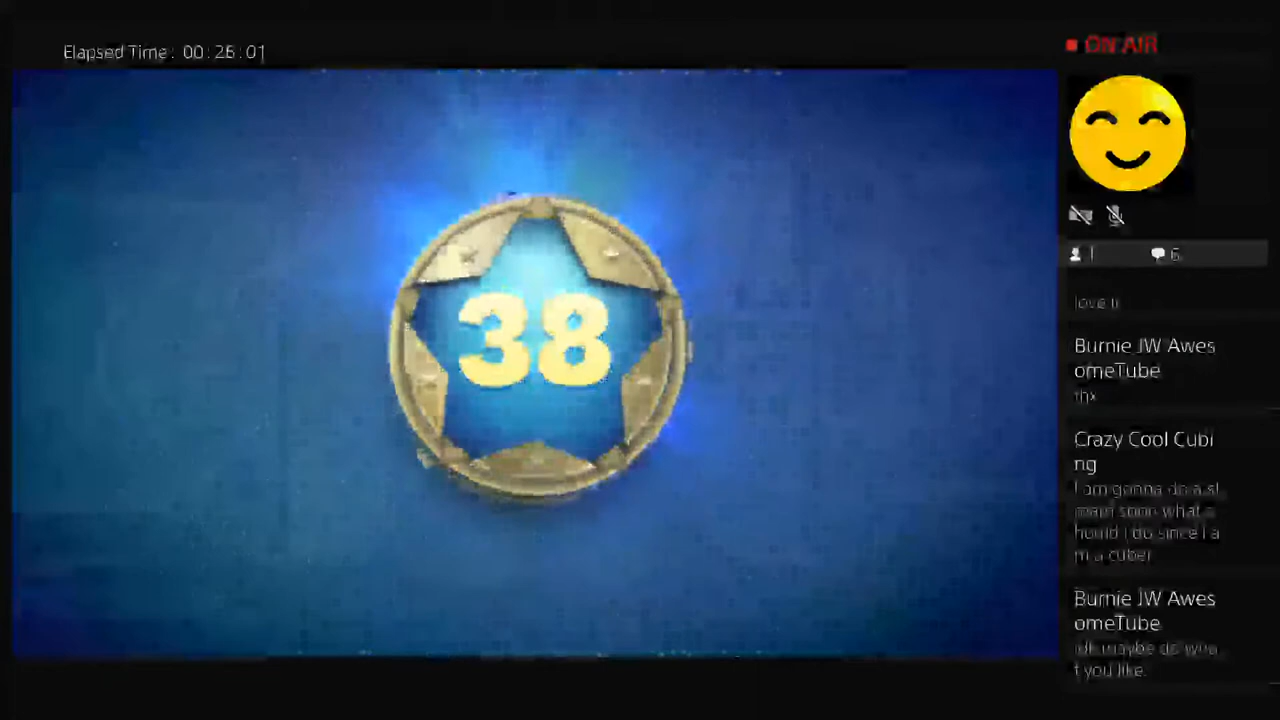 Elapsed Time: 00:26:01
ON AIR
38
1 6
love it
Burnie JW Awes
omeTube
thx
Crazy Cool Cubi
ng
I am gonna do a st
ream soon what s
hould I do since I a
m a cuber
Burnie JW Awes
omeTube
idk maybe do wha
t you like.